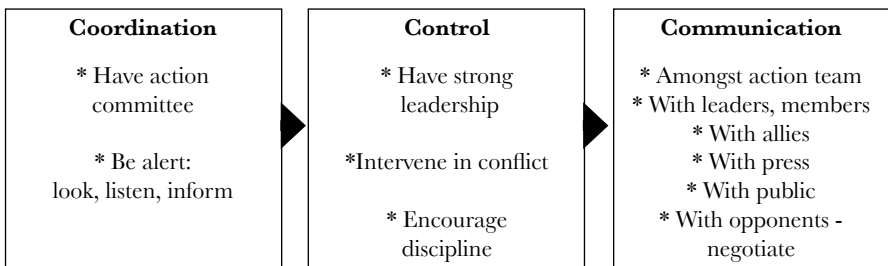 Coordination
* Have action
committee
* Be alert:
look, listen, inform
Control
* Have strong
leadership
*Intervene in conflict
* Encourage
discipline
Communication
* Amongst action team
* With leaders, members
* With allies
* With press
* With public
* With opponents -
negotiate